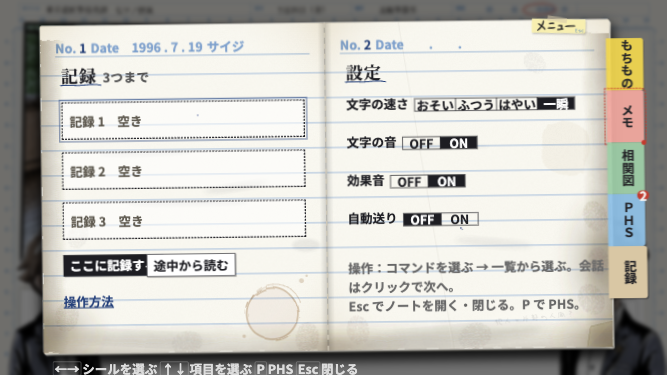 メニュー
No. 1 Date 1996 . 7 . 19 サイジ
記録 3つまで
記録 1 空き
記録 2 空き
記録 3 空き
ここに記録す
途中から読む
操作方法
No. 2 Date . .
設定
文字の速さ おそい ふつう はやい 一瞬
文字の音 OFF ON
効果音 OFF ON
自動送り OFF ON
操作：コマンドを選ぶ → 一覧から選ぶ。会話
はクリックで次へ。
Esc でノートを開く・閉じる。P で PHS。
もちもの
メモ
相関図
2
PHS
記録
←→ シールを選ぶ ↑↓ 項目を選ぶ P PHS Esc 閉じる